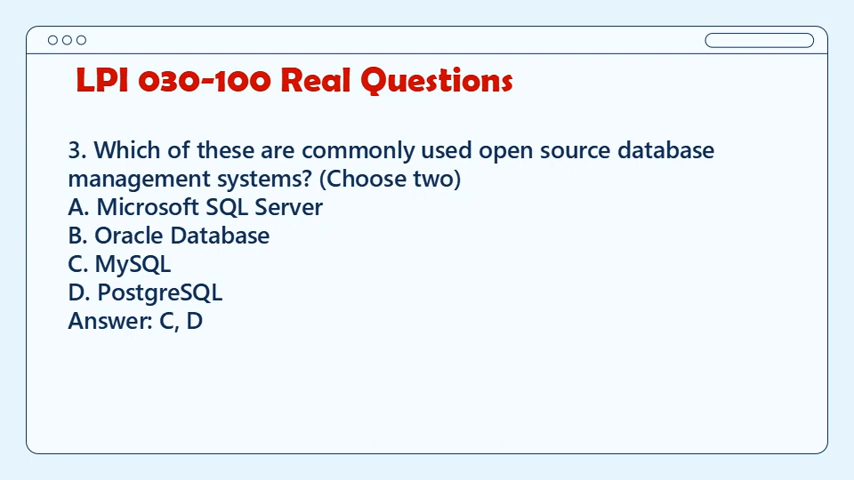 LPI 030-100 Real Questions
3. Which of these are commonly used open source database
management systems? (Choose two)
A. Microsoft SQL Server
B. Oracle Database
C. MySQL
D. PostgreSQL
Answer: C, D